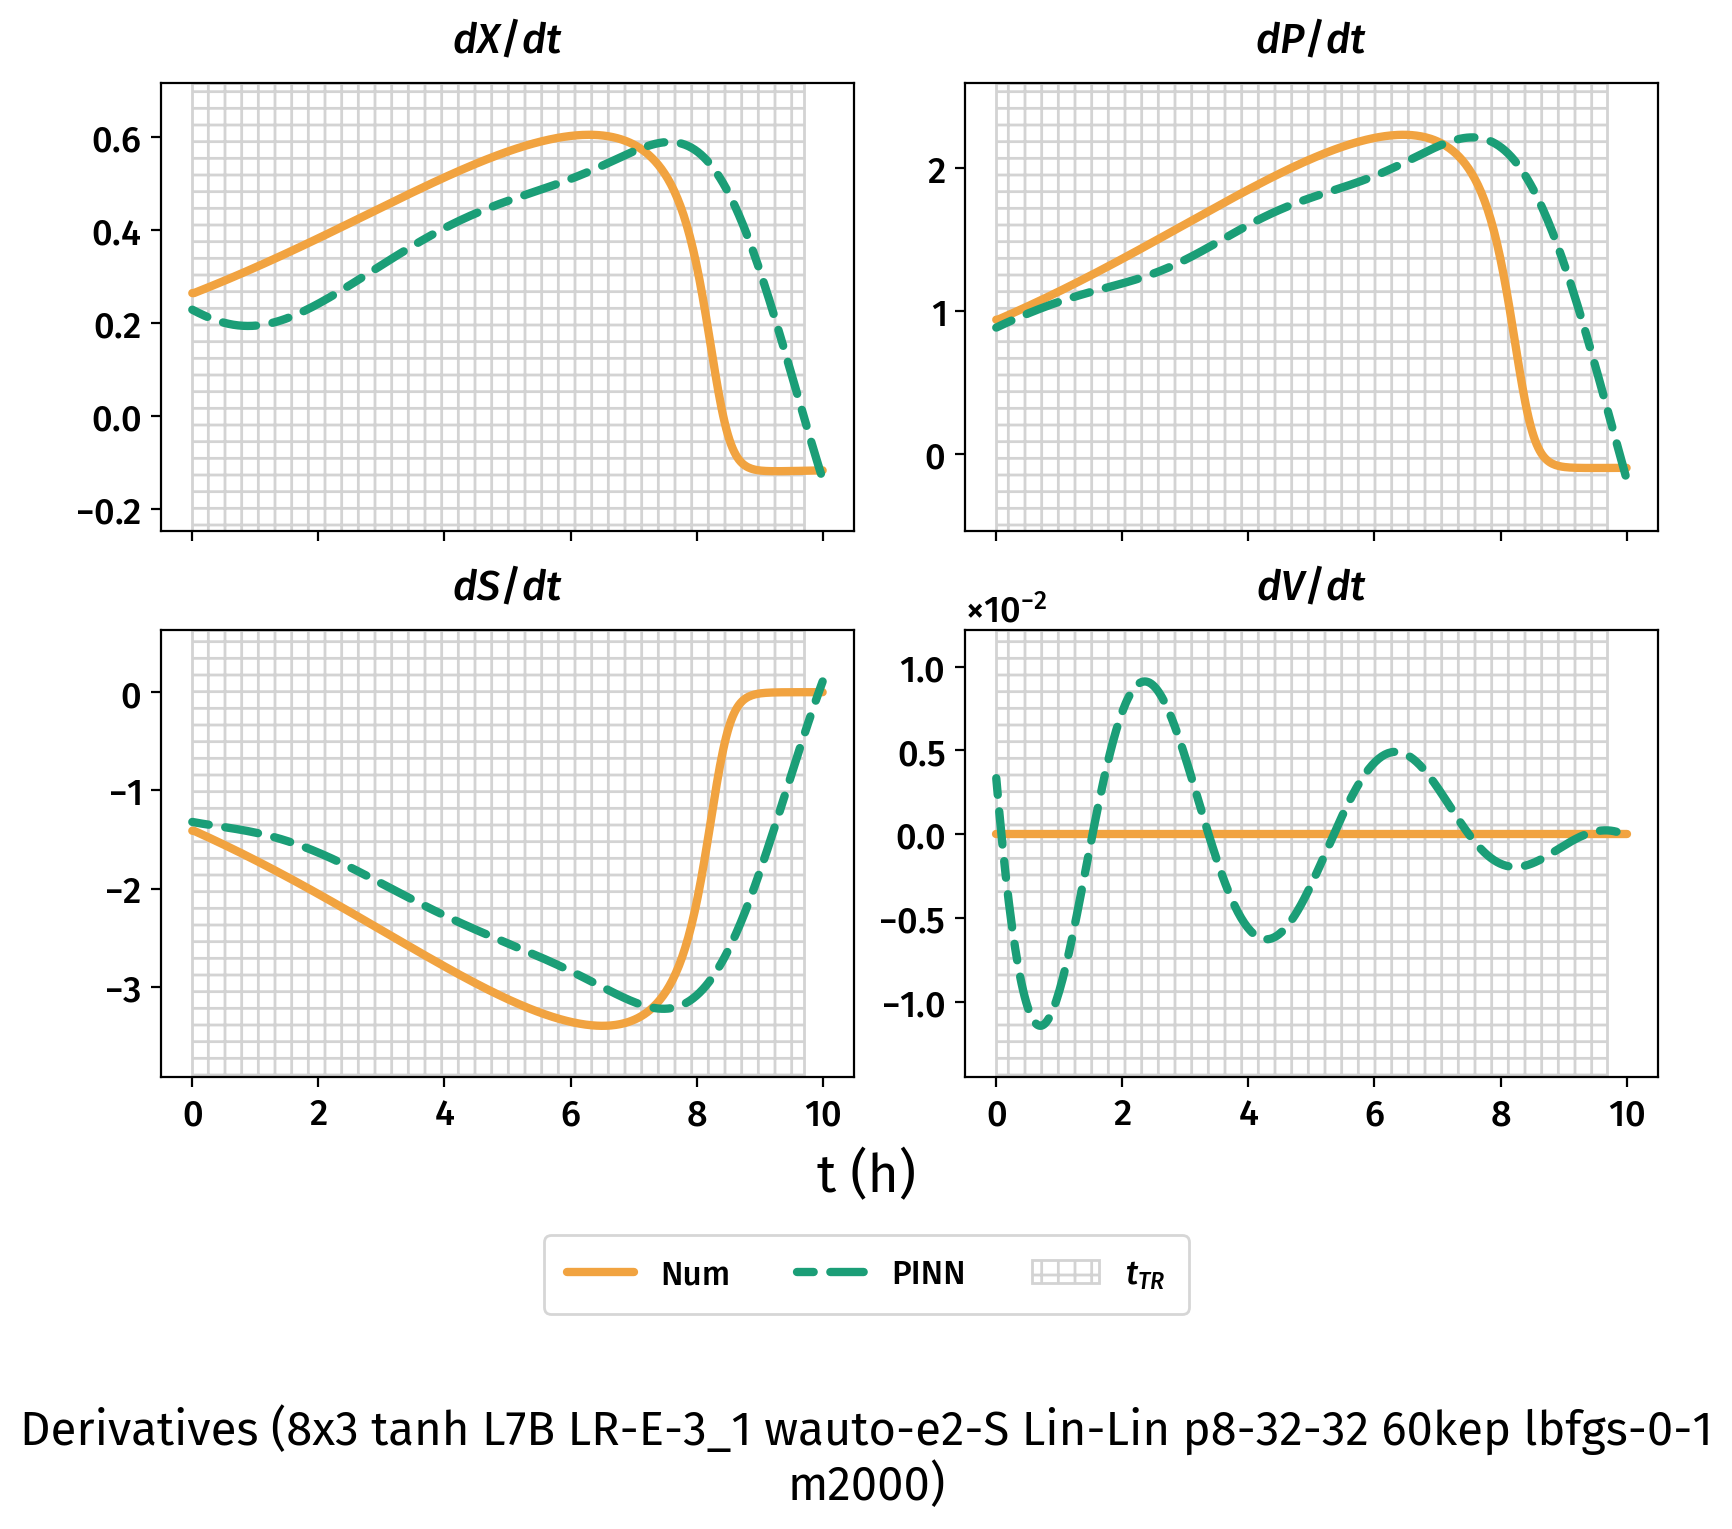 dX/dt
dP/dt
0.6
0.4
0.2
0.0
−0.2
2
1
0
dS/dt
dV/dt
×10⁻²
0
−1
−2
−3
1.0
0.5
0.0
−0.5
−1.0
0 2 4 6 8 10
0 2 4 6 8 10
t (h)
Num PINN t_TR
Derivatives (8x3 tanh L7B LR-E-3_1 wauto-e2-S Lin-Lin p8-32-32 60kep lbfgs-0-1
m2000)